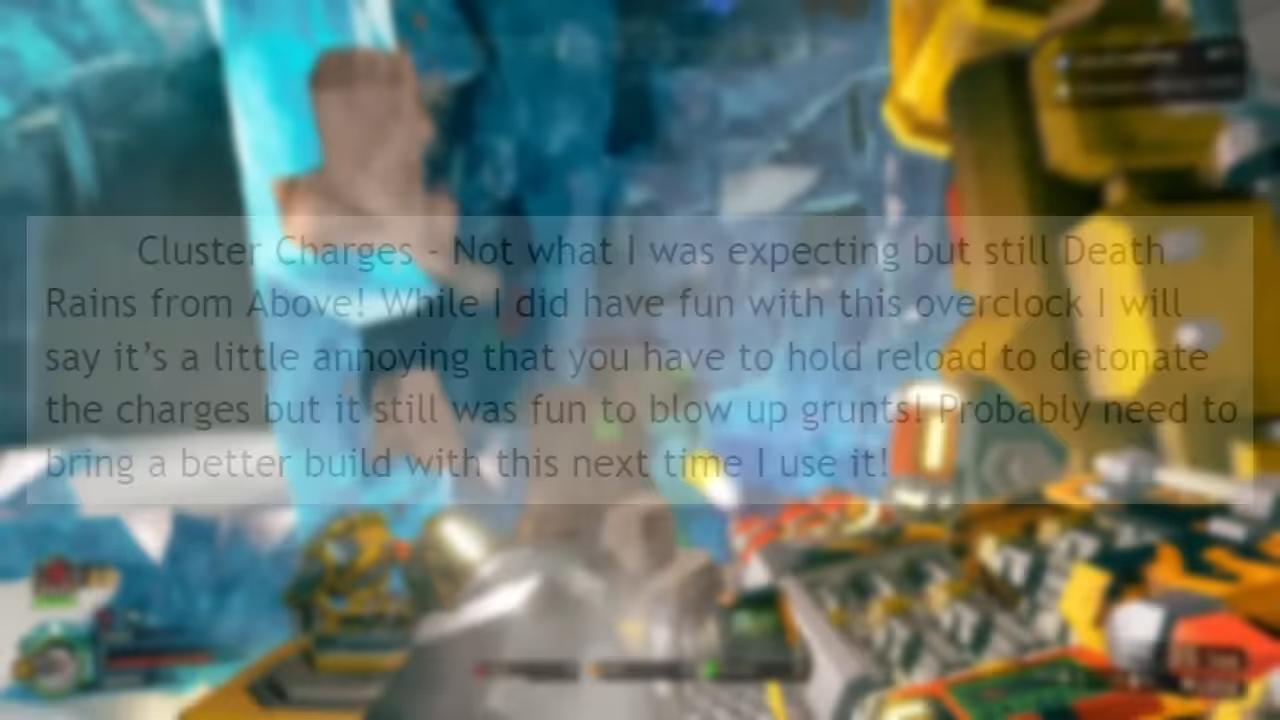 Cluster Charges - Not what I was expecting but still Death
Rains from Above! While I did have fun with this overclock I will
say it’s a little annoying that you have to hold reload to detonate
the charges but it still was fun to blow up grunts! Probably need to
bring a better build with this next time I use it!